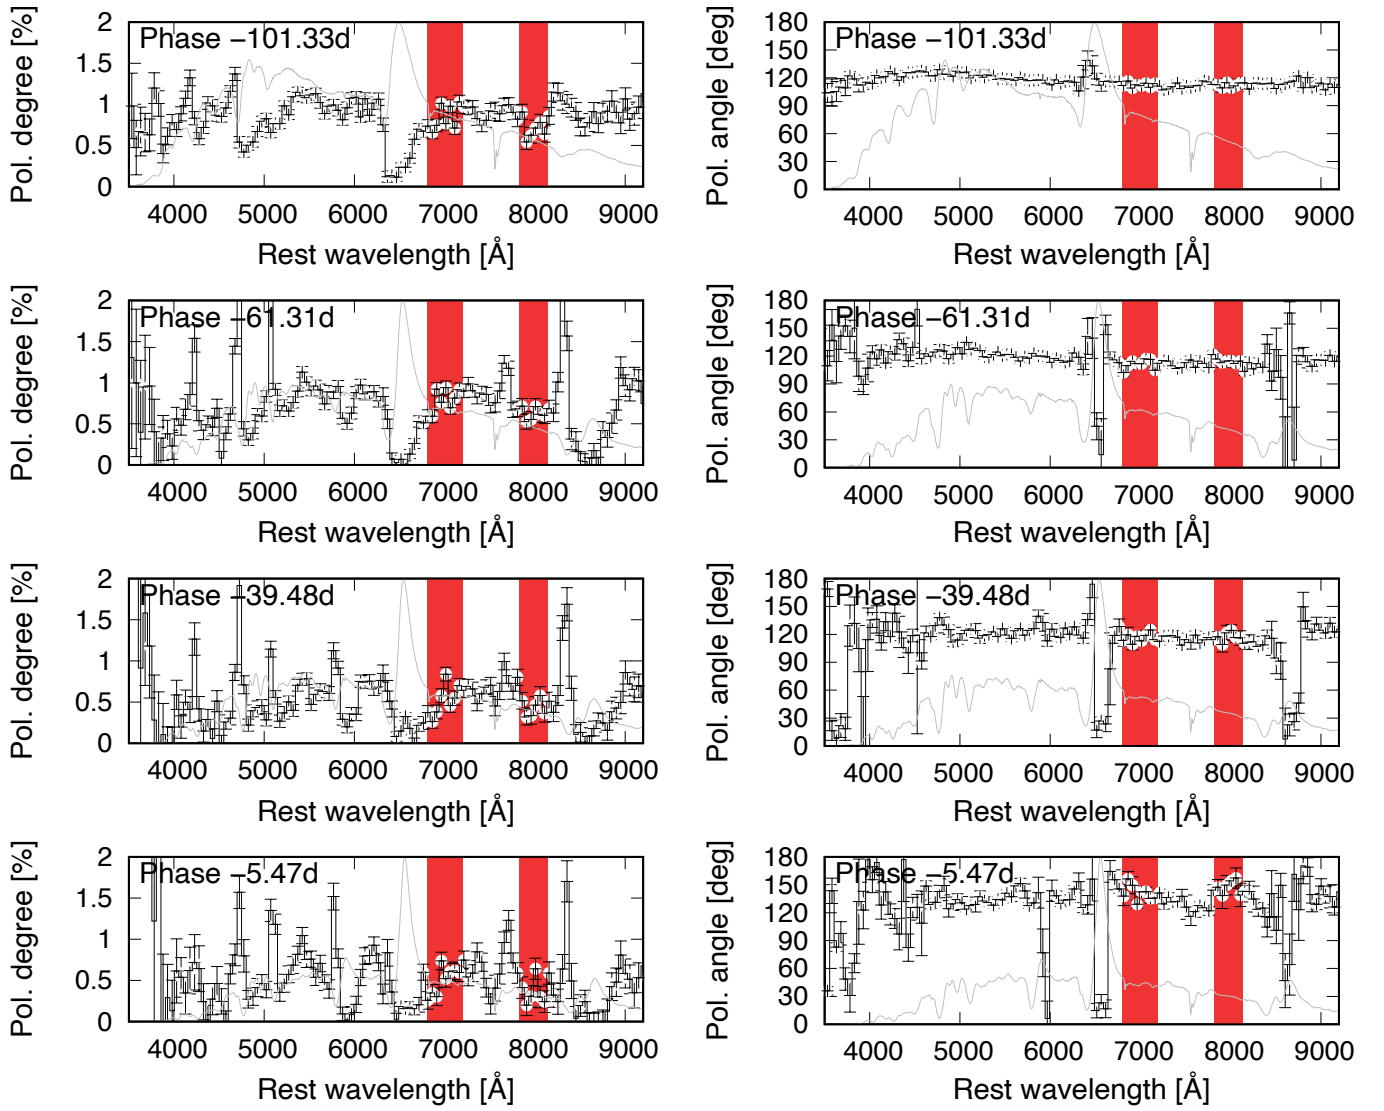 Phase −101.33d
Pol. degree [%]
2
1.5
1
0.5
0
4000 5000 6000 7000 8000 9000
Rest wavelength [Å]
Phase −101.33d
Pol. angle [deg]
180
150
120
90
60
30
0
4000 5000 6000 7000 8000 9000
Rest wavelength [Å]
Phase −61.31d
Pol. degree [%]
2
1.5
1
0.5
0
4000 5000 6000 7000 8000 9000
Rest wavelength [Å]
Phase −61.31d
Pol. angle [deg]
180
150
120
90
60
30
0
4000 5000 6000 7000 8000 9000
Rest wavelength [Å]
Phase −39.48d
Pol. degree [%]
2
1.5
1
0.5
0
4000 5000 6000 7000 8000 9000
Rest wavelength [Å]
Phase −39.48d
Pol. angle [deg]
180
150
120
90
60
30
0
4000 5000 6000 7000 8000 9000
Rest wavelength [Å]
Phase −5.47d
Pol. degree [%]
2
1.5
1
0.5
0
4000 5000 6000 7000 8000 9000
Rest wavelength [Å]
Phase −5.47d
Pol. angle [deg]
180
150
120
90
60
30
0
4000 5000 6000 7000 8000 9000
Rest wavelength [Å]